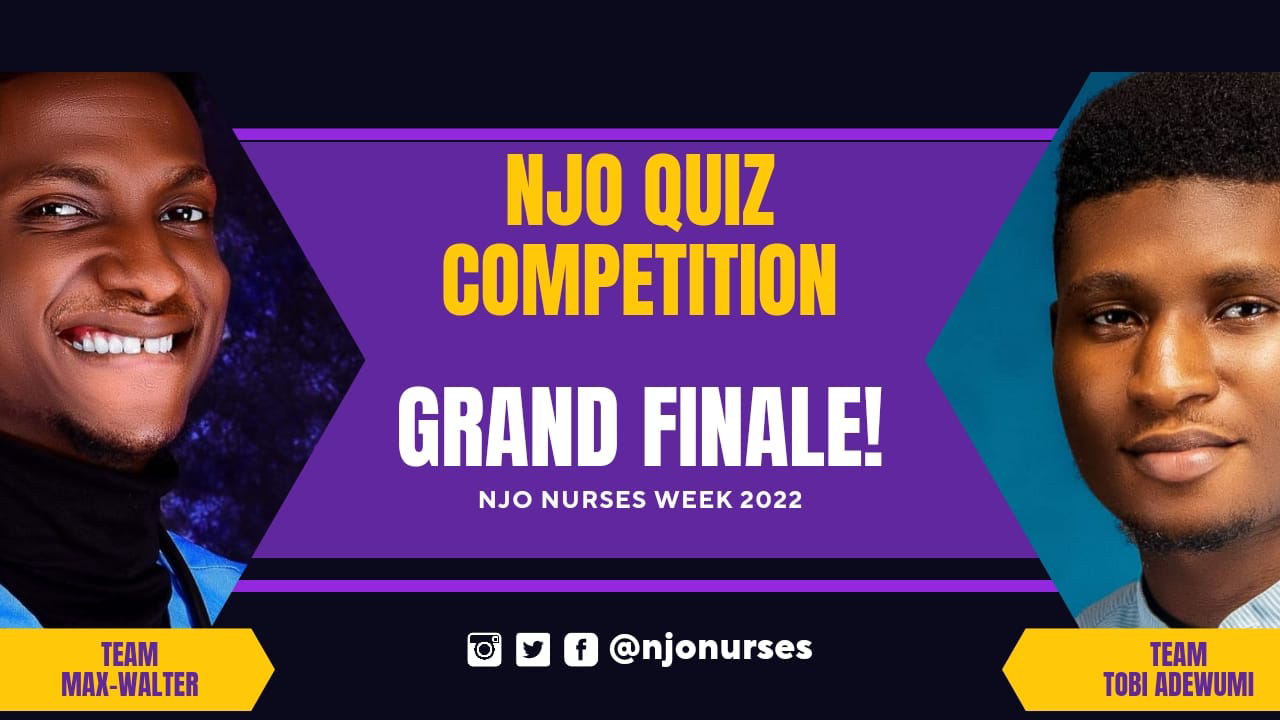 NJO QUIZ
COMPETITION
GRAND FINALE!
NJO NURSES WEEK 2022
@njonurses
TEAM
MAX-WALTER
TEAM
TOBI ADEWUMI